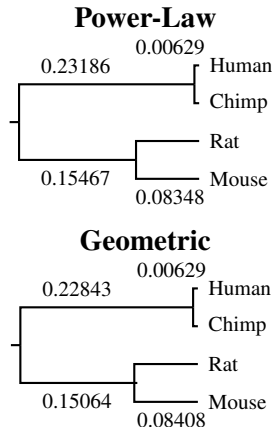 Power-Law
0.00629
0.23186
Human
Chimp
Rat
0.15467
Mouse
0.08348
Geometric
0.00629
0.22843
Human
Chimp
Rat
0.15064
Mouse
0.08408